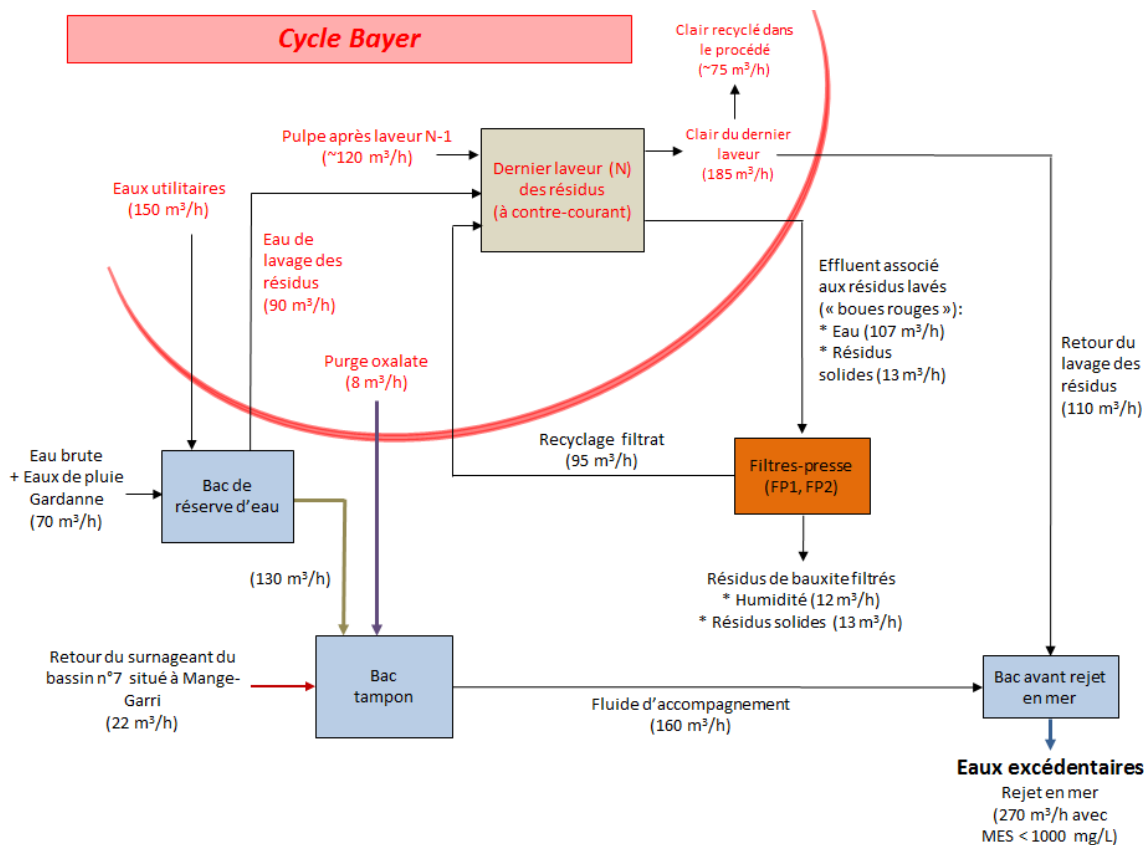 Cycle Bayer
Clair recyclé dans
le procédé
(~75 m³/h)
Pulpe après laveur N-1
(~120 m³/h)
Dernier laveur (N)
des résidus
(à contre-courant)
Clair du dernier
laveur
(185 m³/h)
Eaux utilitaires
(150 m³/h)
Eau de
lavage des
résidus
(90 m³/h)
Effluent associé
aux résidus lavés
(« boues rouges »):
* Eau (107 m³/h)
* Résidus
solides (13 m³/h)
Retour du
lavage des
résidus
(110 m³/h)
Purge oxalate
(8 m³/h)
Recyclage filtrat
(95 m³/h)
Filtres-presse
(FP1, FP2)
Eau brute
+ Eaux de pluie
Gardanne
(70 m³/h)
Bac de
réserve d'eau
(130 m³/h)
Résidus de bauxite filtrés
* Humidité (12 m³/h)
* Résidus solides (13 m³/h)
Retour du surnageant du
bassin n°7 situé à Mange-
Garri
(22 m³/h)
Bac
tampon
Fluide d'accompagnement
(160 m³/h)
Bac avant rejet
en mer
Eaux excédentaires
Rejet en mer
(270 m³/h avec
MES < 1000 mg/L)